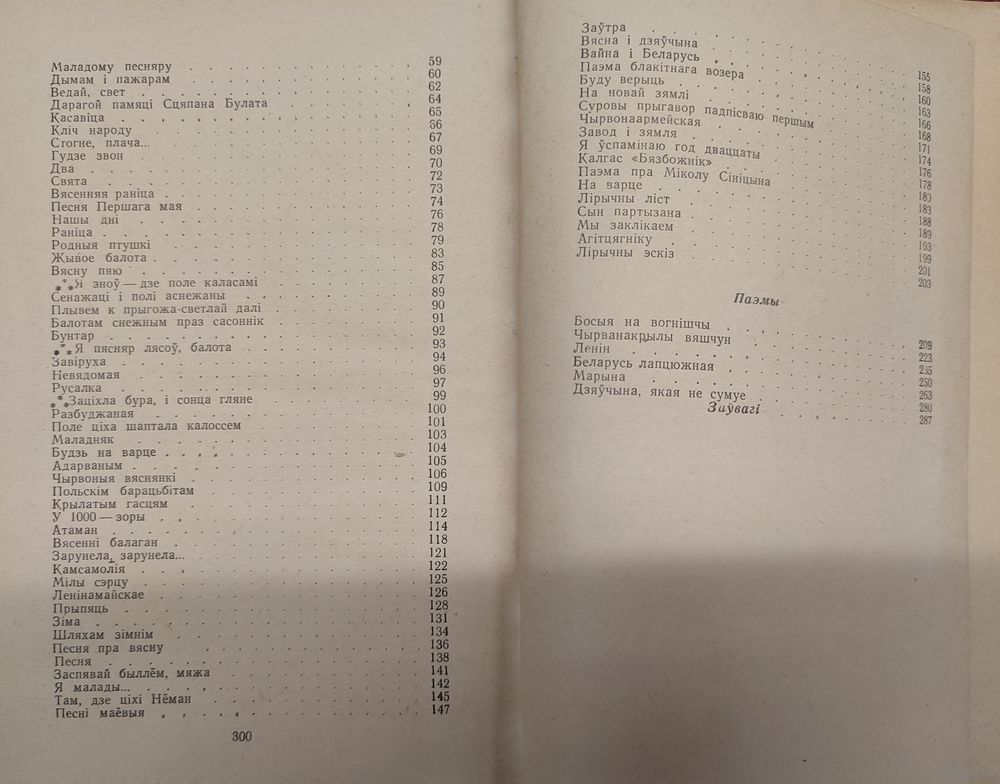 Маладому песняру 59
Дымам і пажарам 60
Ведай, свет 62
Дарагой памяці Сцяпана Булата 64
Касавіца 65
Кліч народу 66
Стогне, плача... 67
Гудзе звон 69
Два 70
Свята 72
Вясенняя раніца 73
Песня Першага мая 74
Нашы дні 76
Раніца 78
Родныя птушкі 79
Жывое балота 83
Вясну пяю 85
*** Я зноў — дзе поле каласамі 87
Сенажаці і полі аснежаны 89
Плывем к прыгожа-светлай далі 90
Балотам снежным праз сасоннік 91
Бунтар 92
*** Я пясняр лясоў, балота 93
Завіруха 94
Невядомая 96
Русалка 97
*** Заціхла бура, і сонца гляне 99
Разбуджаная 100
Поле ціха шаптала калоссем 101
Маладняк 103
Будзь на варце 104
Адарваным 105
Чырвоныя вяснянкі 106
Польскім барацьбітам 109
Крылатым гасцям 111
У 1000 — зоры 112
Атаман 114
Вясенні балаган 118
Зарунела, зарунела... 121
Камсамолія 122
Мілы сэрцу 125
Ленінамайскае 126
Прыпяць 128
Зіма 131
Шляхам зімнім 134
Песня пра вясну 136
Песня 138
Заспявай быллём, мяжа 141
Я малады... 142
Там, дзе ціхі Нёман 145
Песні маёвыя 147
300
Заўтра 155
Вясна і дзяўчына 158
Вайна і Беларусь 160
Паэма блакітнага возера 163
Буду верыць 166
На новай зямлі 168
Суровы прыгавор падпісваю першым 171
Чырвонаармейская 174
Завод і зямля 176
Я ўспамінаю год дваццаты 178
Калгас «Бязбожнік» 180
Паэма пра Міколу Сініцына 183
На варце 188
Лірычны ліст 189
Сын партызана 193
Мы заклікаем 199
Агітцягніку 201
Лірычны эскіз 203
Паэмы
Босыя на вогнішчы 209
Чырванакрылы вяшчун 223
Ленін 235
Беларусь лапцюжная 250
Марына 263
Дзяўчына, якая не сумуе 280
Заўвагі 287